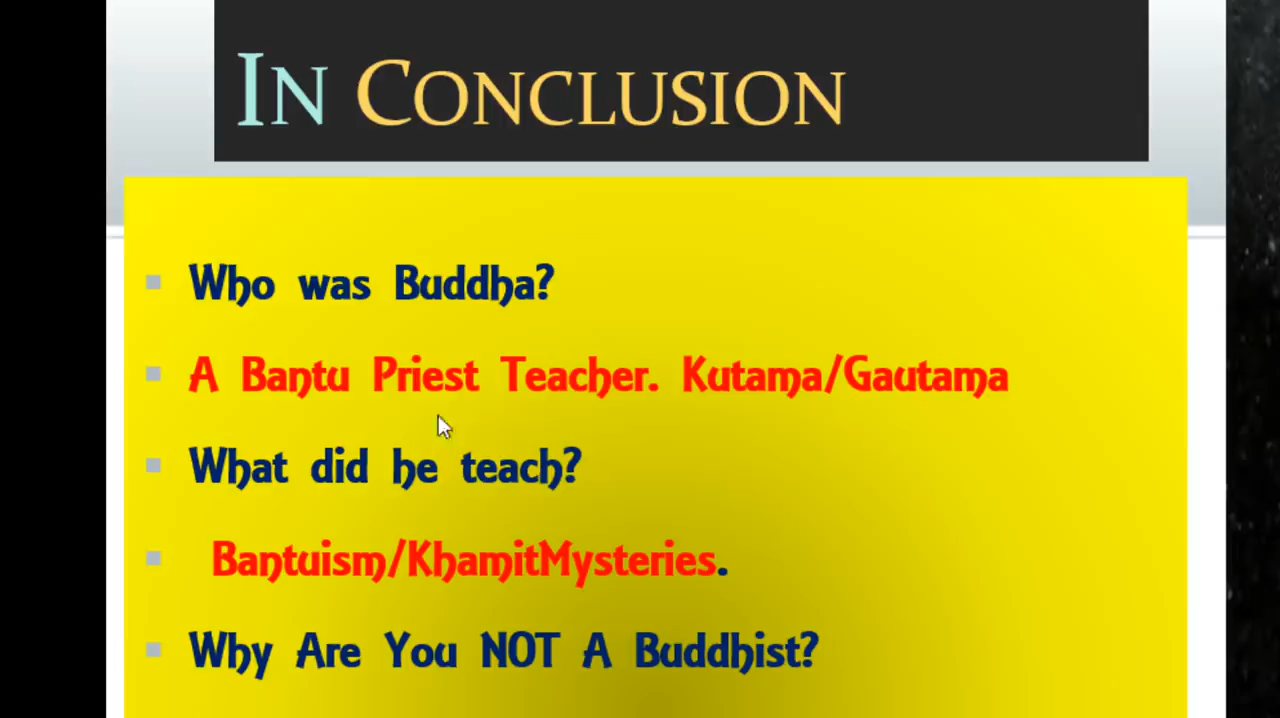 IN CONCLUSION
Who was Buddha?
A Bantu Priest Teacher. Kutama/Gautama
What did he teach?
Bantuism/KhamitMysteries.
Why Are You NOT A Buddhist?